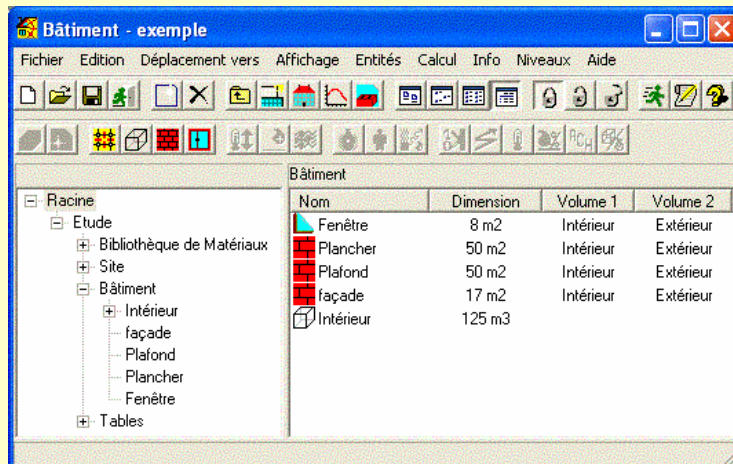 Bâtiment - exemple
Fichier Edition Déplacement vers Affichage Entités Calcul Info Niveaux Aide
ACH
Bâtiment
Racine
Etude
Bibliothèque de Matériaux
Site
Bâtiment
Intérieur
façade
Plafond
Plancher
Fenêtre
Tables
Nom Dimension Volume 1 Volume 2
Fenêtre 8 m2 Intérieur Extérieur
Plancher 50 m2 Intérieur Extérieur
Plafond 50 m2 Intérieur Extérieur
façade 17 m2 Intérieur Extérieur
Intérieur 125 m3